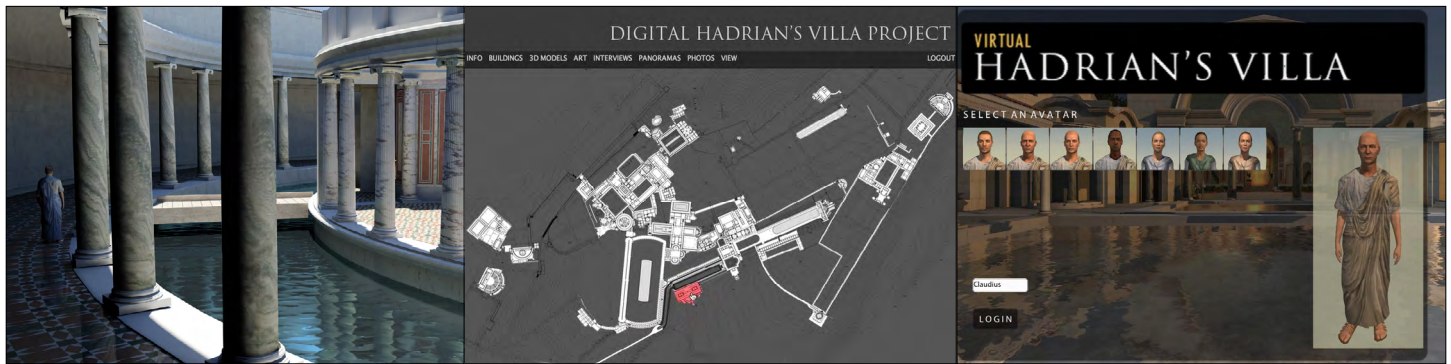 DIGITAL HADRIAN'S VILLA PROJECT
INFO BUILDINGS 3D MODELS ART INTERVIEWS PANORAMAS PHOTOS VIEW LOGOUT
VIRTUAL
HADRIAN'S VILLA
SELECT AN AVATAR
Claudius
LOGIN